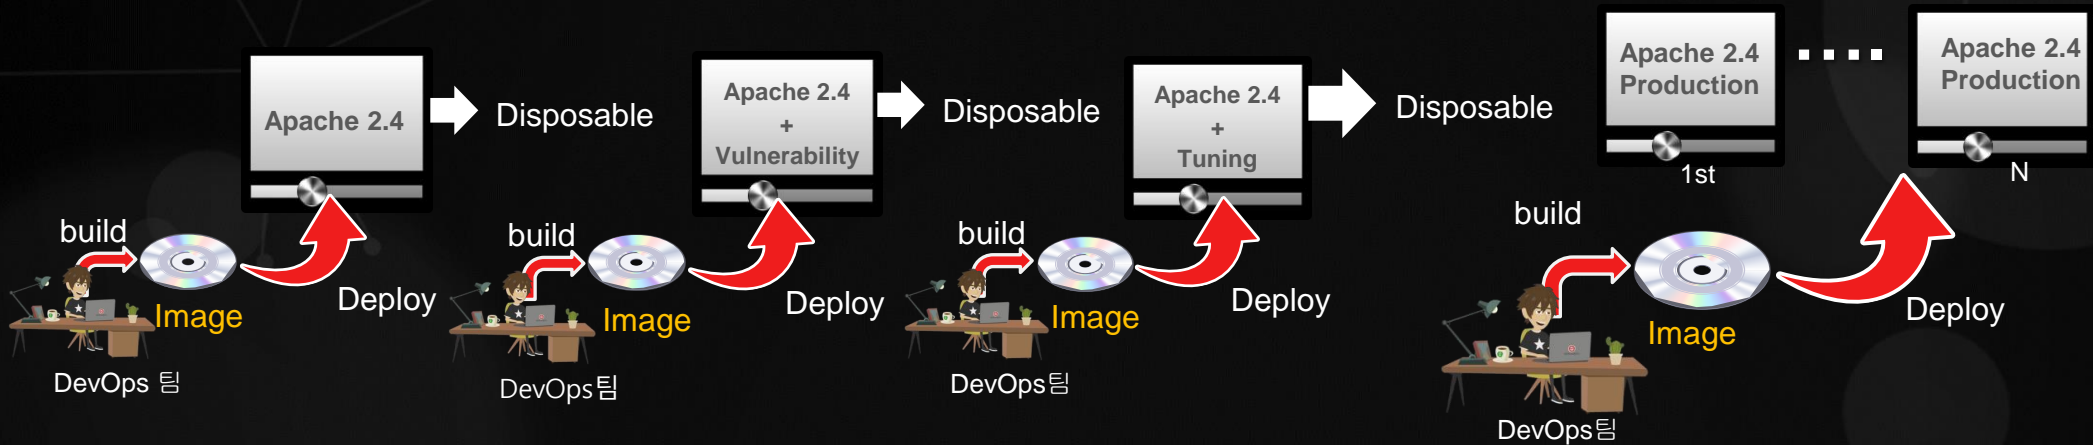 Apache 2.4
Disposable
build
Image
Deploy
DevOps 팀
Apache 2.4
+
Vulnerability
Disposable
build
Image
Deploy
DevOps팀
Apache 2.4
+
Tuning
Disposable
build
Image
Deploy
DevOps팀
Apache 2.4
Production
1st
Apache 2.4
Production
N
build
Image
Deploy
DevOps팀